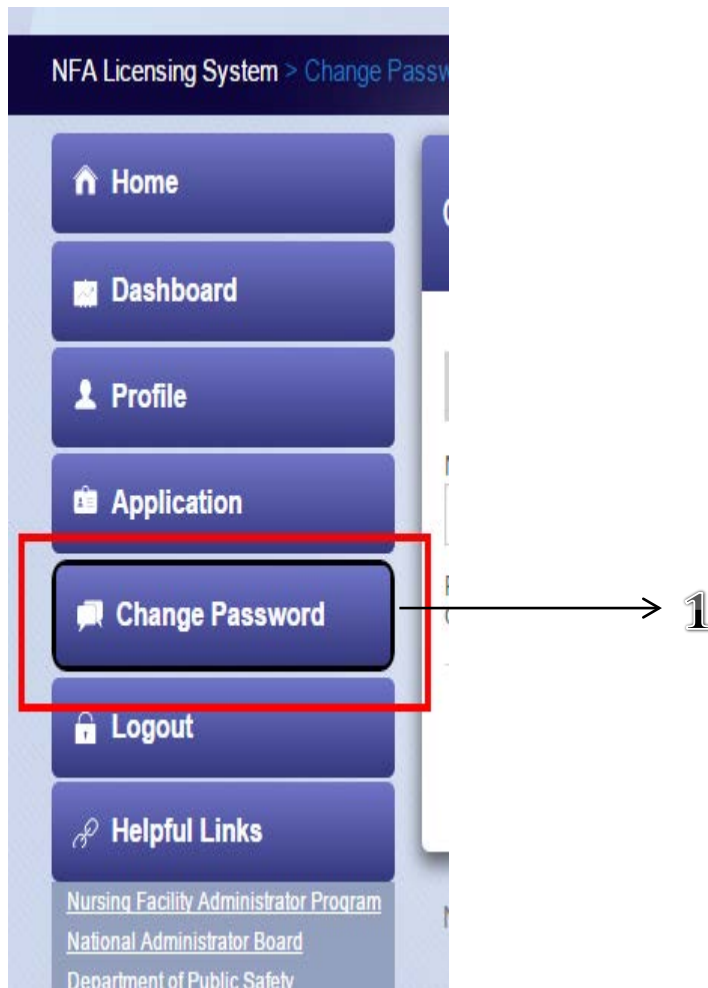 NFA Licensing System > Change Passw
Home
Dashboard
Profile
Application
Change Password
1
Logout
Helpful Links
Nursing Facility Administrator Program
National Administrator Board
Department of Public Safety